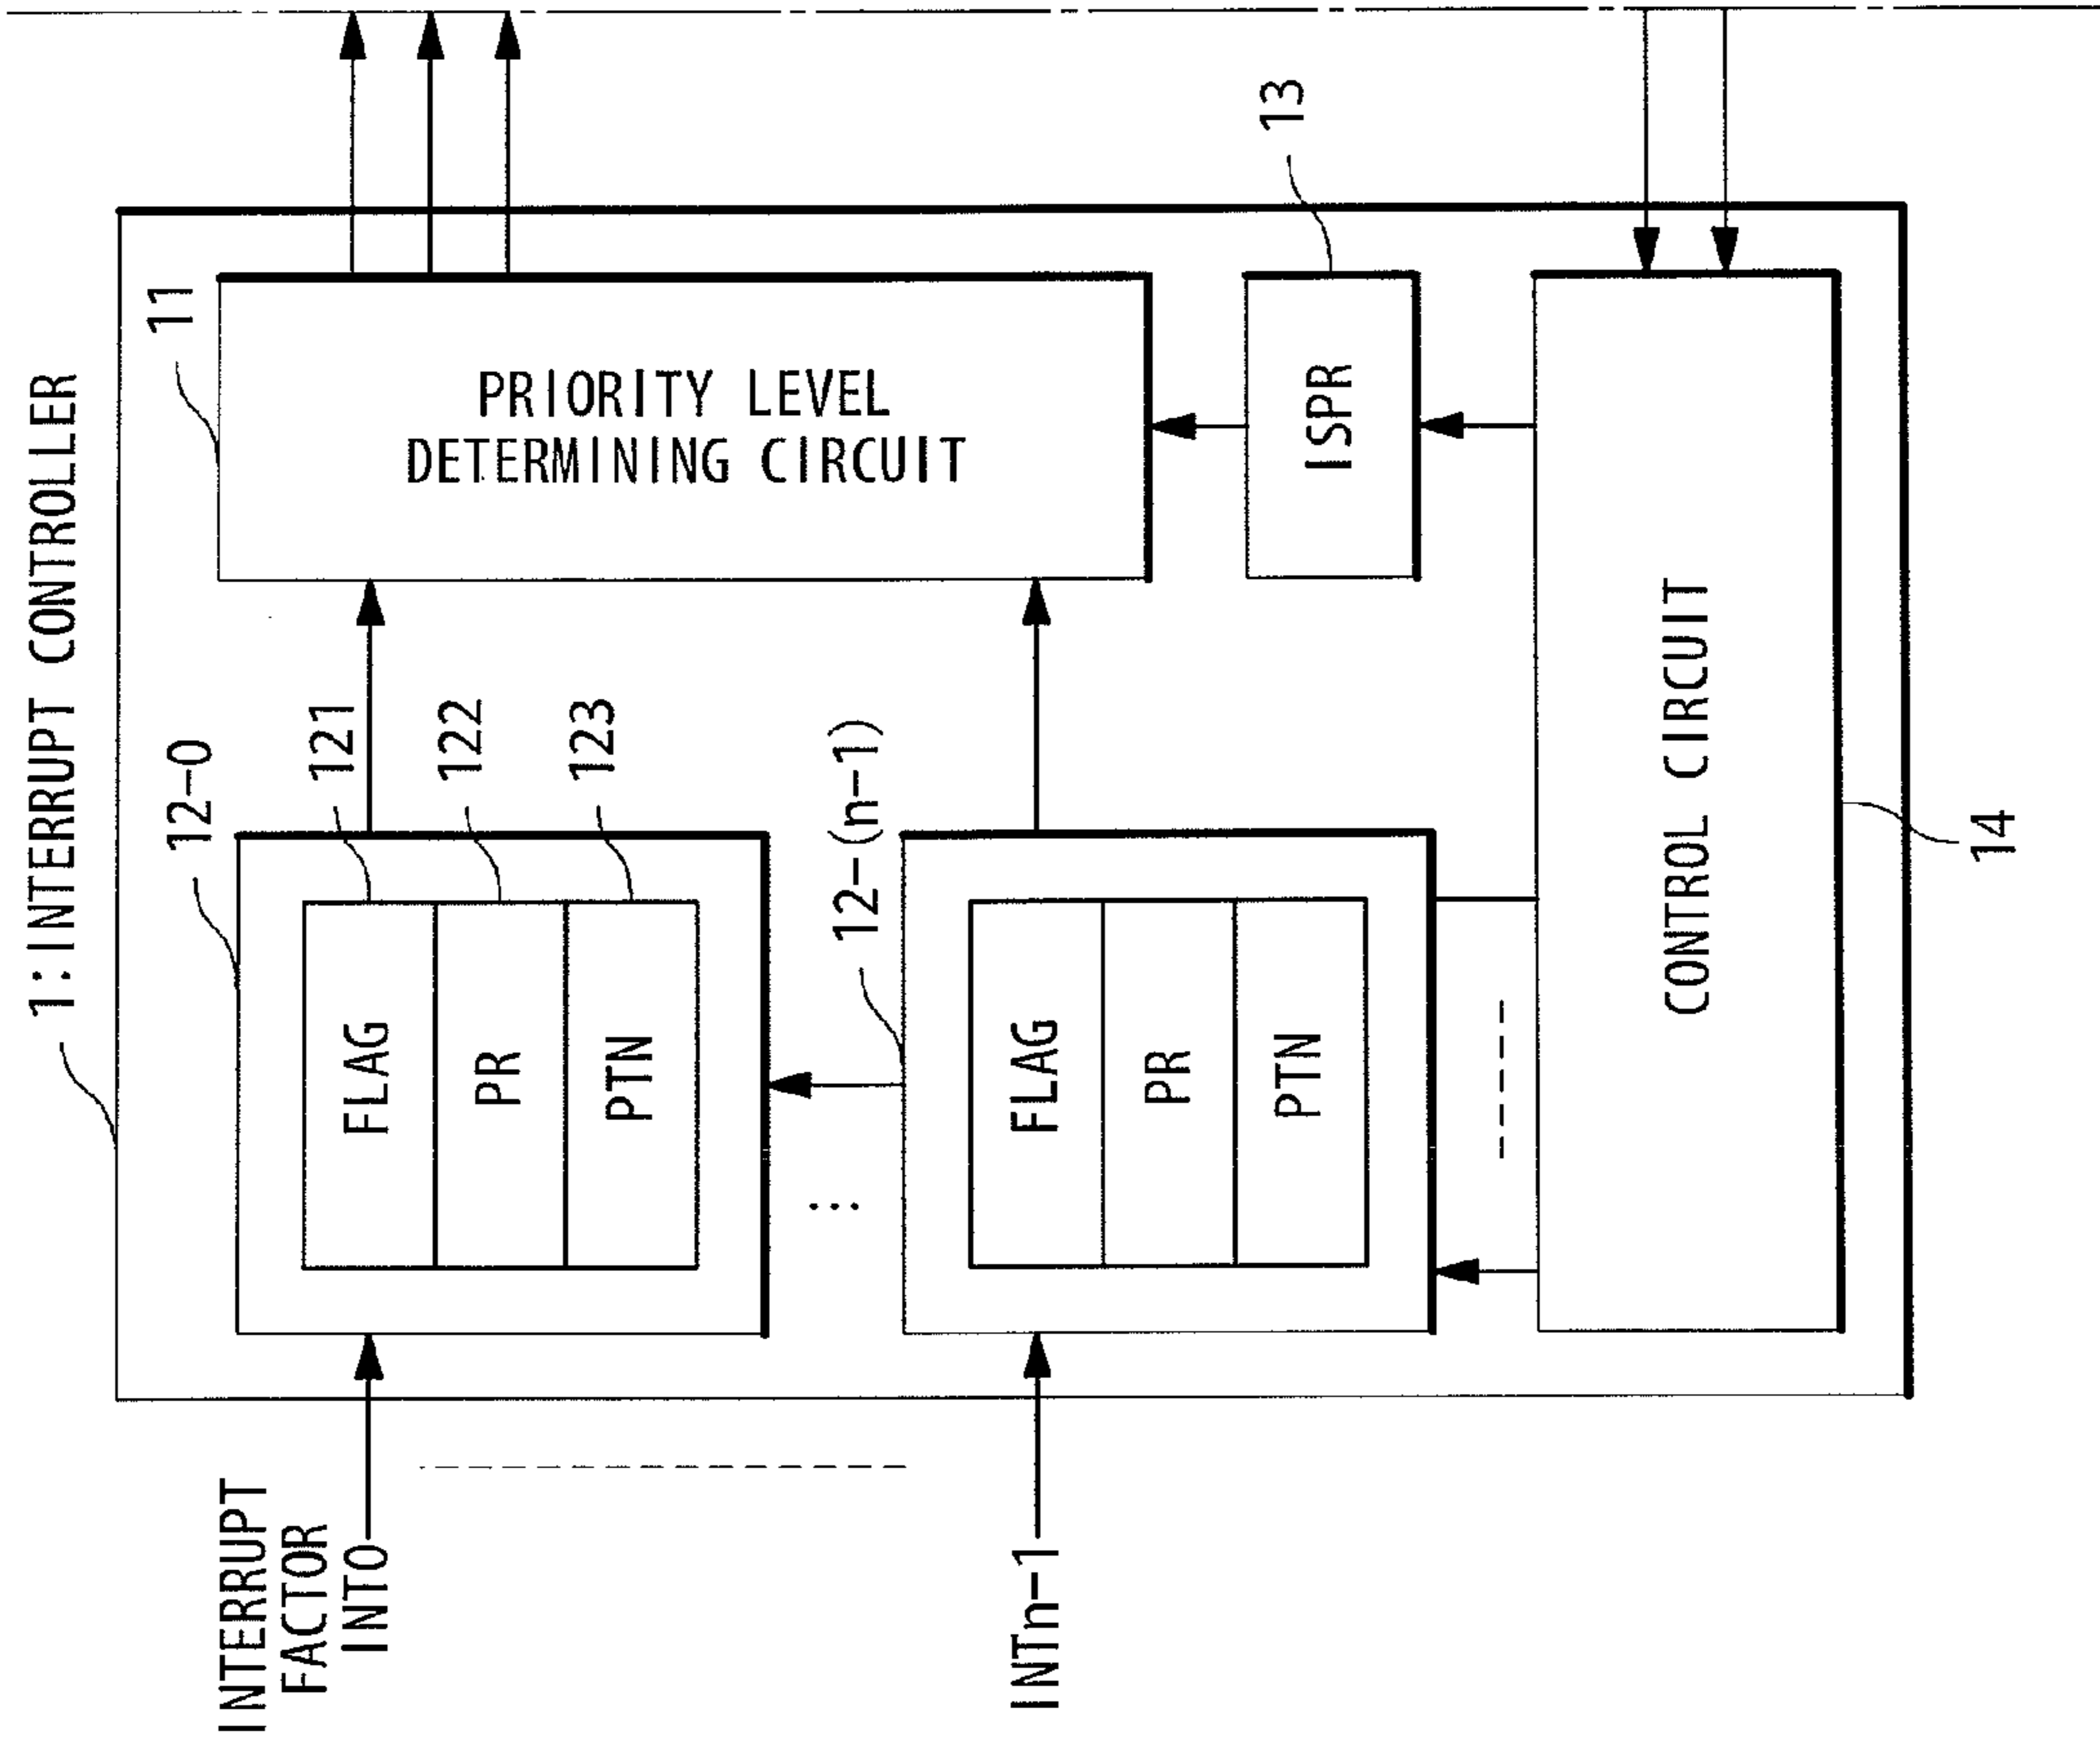 1:INTERRUPT CONTROLLER
INTERRUPT
FACTOR
INT0
12-0
121
122
123
FLAG
PR
PTN
11
PRIORITY LEVEL
DETERMINING CIRCUIT
⋮
INTn-1
12-(n-1)
FLAG
PR
PTN
13
ISPR
CONTROL CIRCUIT
14